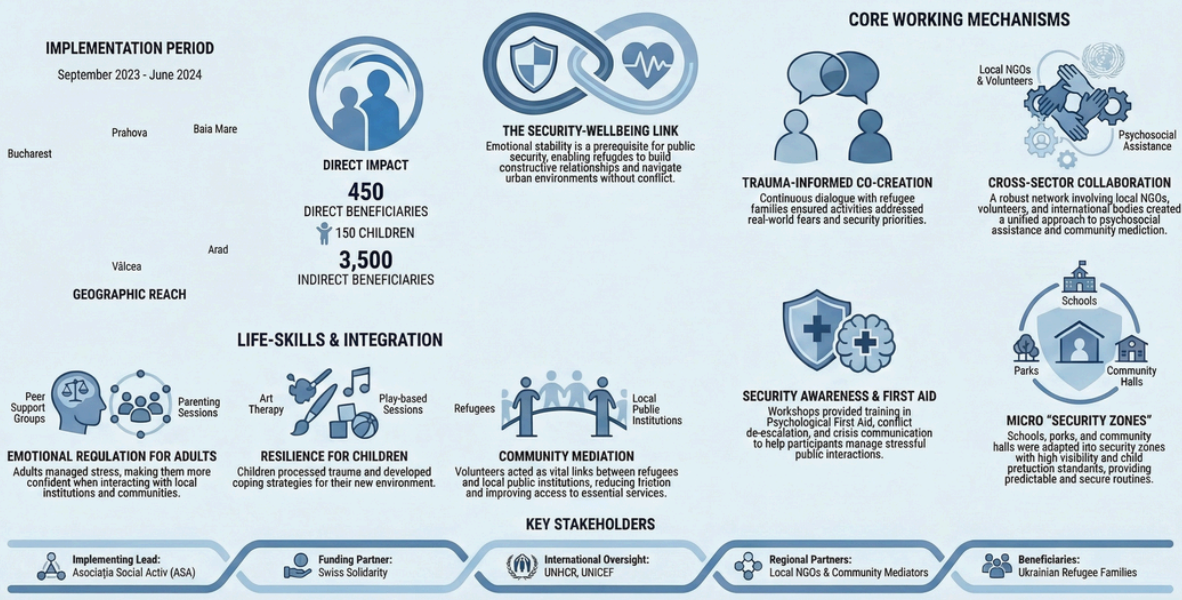 IMPLEMENTATION PERIOD
September 2023 - June 2024
Prahova
Baia Mare
Bucharest
Arad
Vâlcea
GEOGRAPHIC REACH
DIRECT IMPACT
450
DIRECT BENEFICIARIES
150 CHILDREN
3,500
INDIRECT BENEFICIARIES
THE SECURITY-WELLBEING LINK
Emotional stability is a prerequisite for public
security, enabling refugdes to build
constructive relationships and navigate
urban environments without conflict.
CORE WORKING MECHANISMS
TRAUMA-INFORMED CO-CREATION
Continuous dialogue with refugee
families ensured activities addressed
real-world fears and security priorities.
Local NGOs
& Volunteers
Psychosocial
Assistance
CROSS-SECTOR COLLABORATION
A robust network involving local NGOs,
volunteers, and international bodies created
a unified approach to psychosocial
assistance and community mediction.
SECURITY AWARENESS & FIRST AID
Workshops provided training in
Psychological First Aid, conflict
de-escalation, and crisis communication
to help participants manage stressful
public interactions.
Schools
Parks
Community
Halls
MICRO "SECURITY ZONES"
Schools, porks, and community
halls were adapted into security zones
with high visibility and child
pretuction stanidants, providing
predictable and secure routines.
LIFE-SKILLS & INTEGRATION
Peer
Support
Groups
Parenting
Sessions
EMOTIONAL REQULATION FOR ADULTS
Adults managed stress, making them more
confident when interacting with local
institutions and communities.
Art
Therapy
Play-based
Sessions
RESILIENCE FOR CHILDREN
Children processed trauma and developed
coping strategies for their new environment.
Refugees
Local
Public
Institutions
COMMUNITY MEDIATION
Volunteers acted as vital links between refugees
and local public institutions, reducing friction
and improving access to essential services.
KEY STAKEHOLDERS
Implementing Lead:
Asociația Social Activ (ASA)
Funding Partner:
Swiss Solidarity
International Oversight:
UNHCR, UNICEF
Regional Partners:
Local NGOs & Community Mediators
Beneficiaries:
Ukrainian Refugee Families